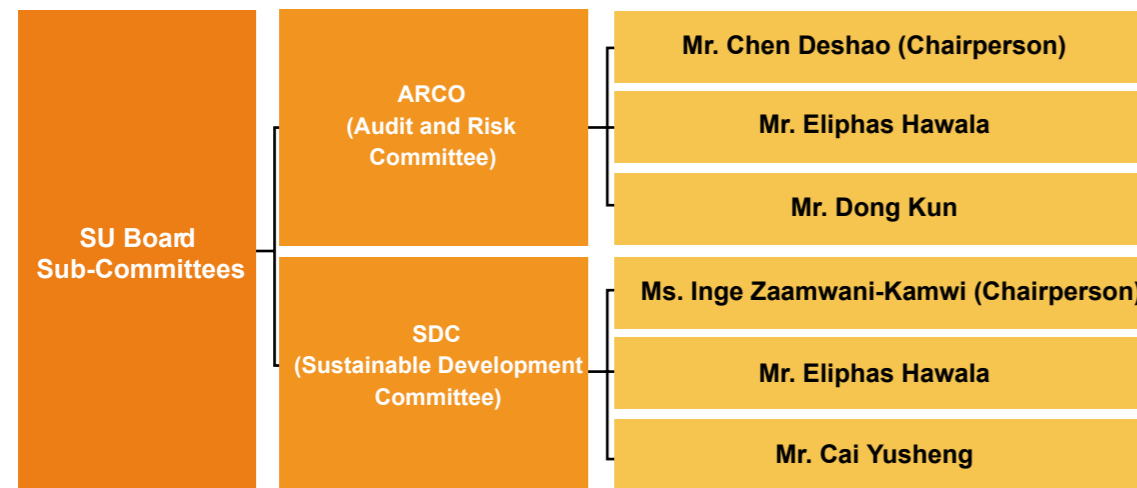 SU Board
Sub-Committees
ARCO
(Audit and Risk
Committee)
Mr. Chen Deshao (Chairperson)
Mr. Eliphas Hawala
Mr. Dong Kun
SDC
(Sustainable Development
Committee)
Ms. Inge Zaamwani-Kamwi (Chairperson)
Mr. Eliphas Hawala
Mr. Cai Yusheng